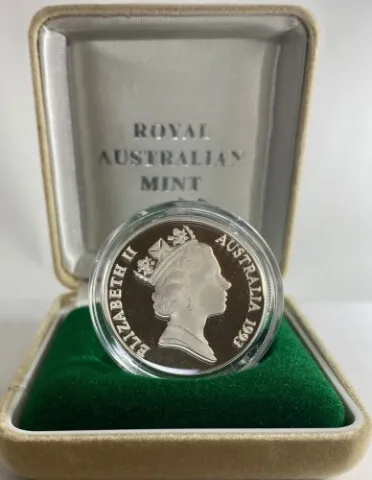 ROYAL
AUSTRALIAN
MINT
ELIZABETH II
AUSTRALIA 1993